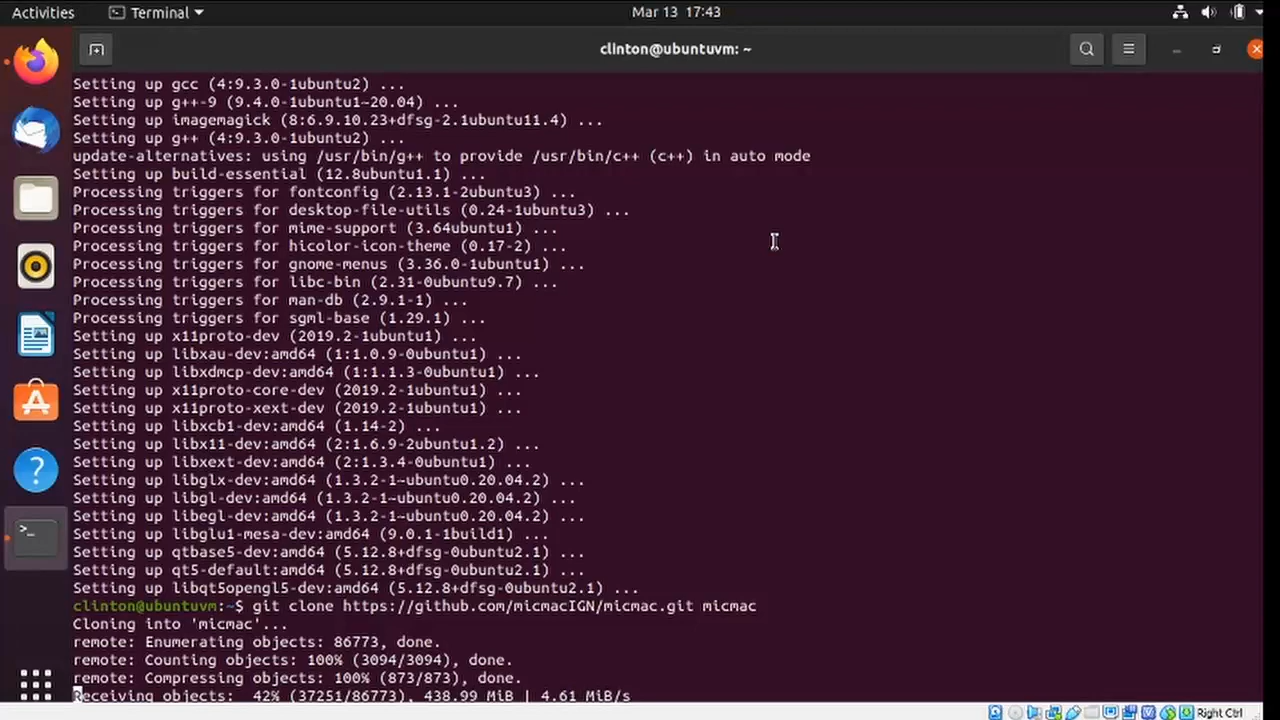 Activities
Terminal
Mar 13 17:43
clinton@ubuntuvm: ~
Setting up gcc (4:9.3.0-1ubuntu2) ...
Setting up g++-9 (9.4.0-1ubuntu1~20.04) ...
Setting up imagemagick (8:6.9.10.23+dfsg-2.1ubuntu11.4) ...
Setting up g++ (4:9.3.0-1ubuntu2) ...
update-alternatives: using /usr/bin/g++ to provide /usr/bin/c++ (c++) in auto mode
Setting up build-essential (12.8ubuntu1.1) ...
Processing triggers for fontconfig (2.13.1-2ubuntu3) ...
Processing triggers for desktop-file-utils (0.24-1ubuntu3) ...
Processing triggers for mime-support (3.64ubuntu1) ...
Processing triggers for hicolor-icon-theme (0.17-2) ...
Processing triggers for gnome-menus (3.36.0-1ubuntu1) ...
Processing triggers for libc-bin (2.31-0ubuntu9.7) ...
Processing triggers for man-db (2.9.1-1) ...
Processing triggers for sgml-base (1.29.1) ...
Setting up x11proto-dev (2019.2-1ubuntu1) ...
Setting up libxau-dev:amd64 (1:1.0.9-0ubuntu1) ...
Setting up libxdmcp-dev:amd64 (1:1.1.3-0ubuntu1) ...
Setting up x11proto-core-dev (2019.2-1ubuntu1) ...
Setting up x11proto-xext-dev (2019.2-1ubuntu1) ...
Setting up libxcb1-dev:amd64 (1.14-2) ...
Setting up libx11-dev:amd64 (2:1.6.9-2ubuntu1.2) ...
Setting up libxext-dev:amd64 (2:1.3.4-0ubuntu1) ...
Setting up libglx-dev:amd64 (1.3.2-1~ubuntu0.20.04.2) ...
Setting up libgl-dev:amd64 (1.3.2-1~ubuntu0.20.04.2) ...
Setting up libegl-dev:amd64 (1.3.2-1~ubuntu0.20.04.2) ...
Setting up libglu1-mesa-dev:amd64 (9.0.1-1build1) ...
Setting up qtbase5-dev:amd64 (5.12.8+dfsg-0ubuntu2.1) ...
Setting up qt5-default:amd64 (5.12.8+dfsg-0ubuntu2.1) ...
Setting up libqt5opengl5-dev:amd64 (5.12.8+dfsg-0ubuntu2.1) ...
clinton@ubuntuvm:~$ git clone https://github.com/micmacIGN/micmac.git micmac
Cloning into 'micmac'...
remote: Enumerating objects: 86773, done.
remote: Counting objects: 100% (3094/3094), done.
remote: Compressing objects: 100% (873/873), done.
Receiving objects:  42% (37251/86773), 438.99 MiB | 4.61 MiB/s
Right Ctrl